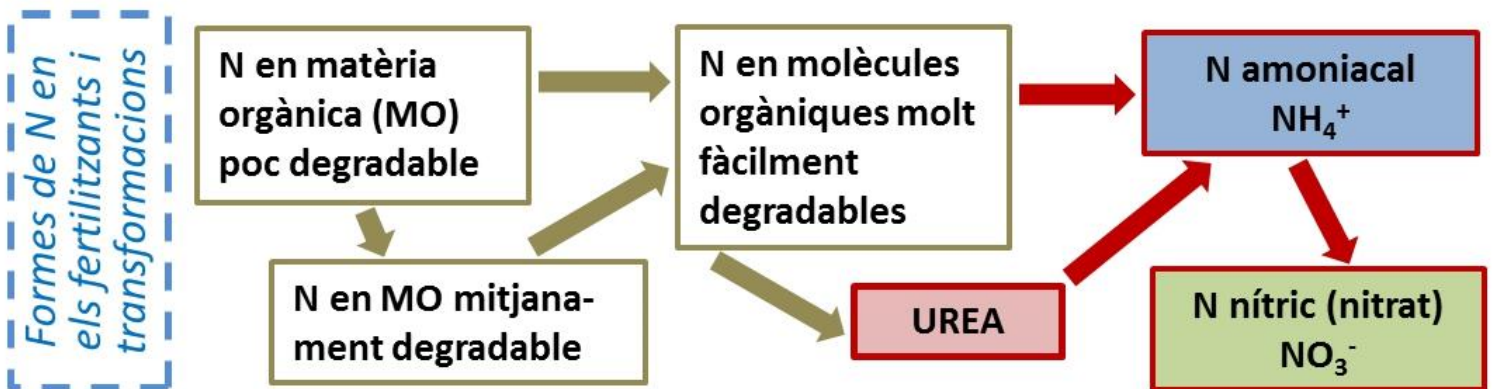 Formes de N en
els fertilitzants i
transformacions
N en matèria
orgànica (MO)
poc degradable
N en MO mitjana-
ment degradable
N en molècules
orgàniques molt
fàcilment
degradables
UREA
N amoniacal
NH₄⁺
N nítric (nitrat)
NO₃⁻